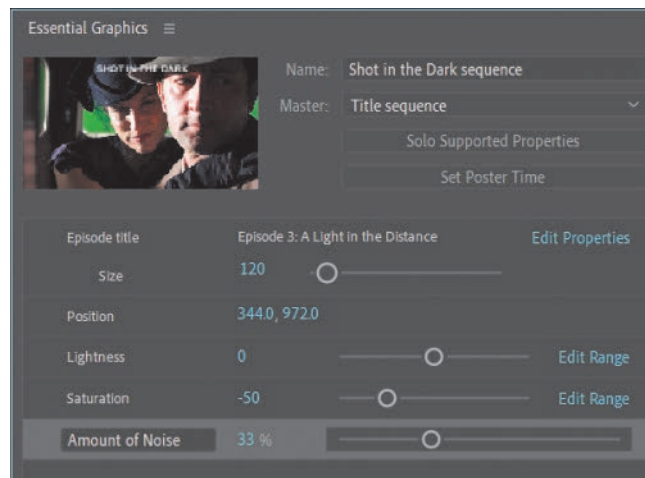 Essential Graphics
SHOT IN THE DARK
Name: Shot in the Dark sequence
Master: Title sequence
Solo Supported Properties
Set Poster Time
Episode title Episode 3: A Light in the Distance Edit Properties
Size 120
Position 344.0, 972.0
Lightness 0 Edit Range
Saturation -50 Edit Range
Amount of Noise 33 %